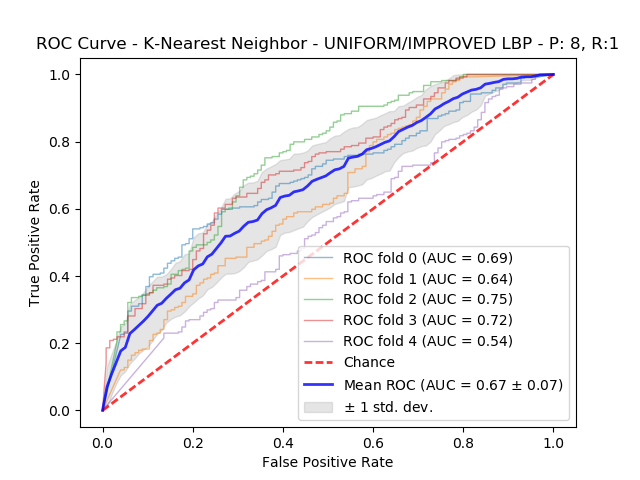 ROC Curve - K-Nearest Neighbor - UNIFORM/IMPROVED LBP - P: 8, R:1
True Positive Rate
1.0
0.8
0.6
0.4
0.2
0.0
ROC fold 0 (AUC = 0.69)
ROC fold 1 (AUC = 0.64)
ROC fold 2 (AUC = 0.75)
ROC fold 3 (AUC = 0.72)
ROC fold 4 (AUC = 0.54)
Chance
Mean ROC (AUC = 0.67 ± 0.07)
± 1 std. dev.
0.0 0.2 0.4 0.6 0.8 1.0
False Positive Rate